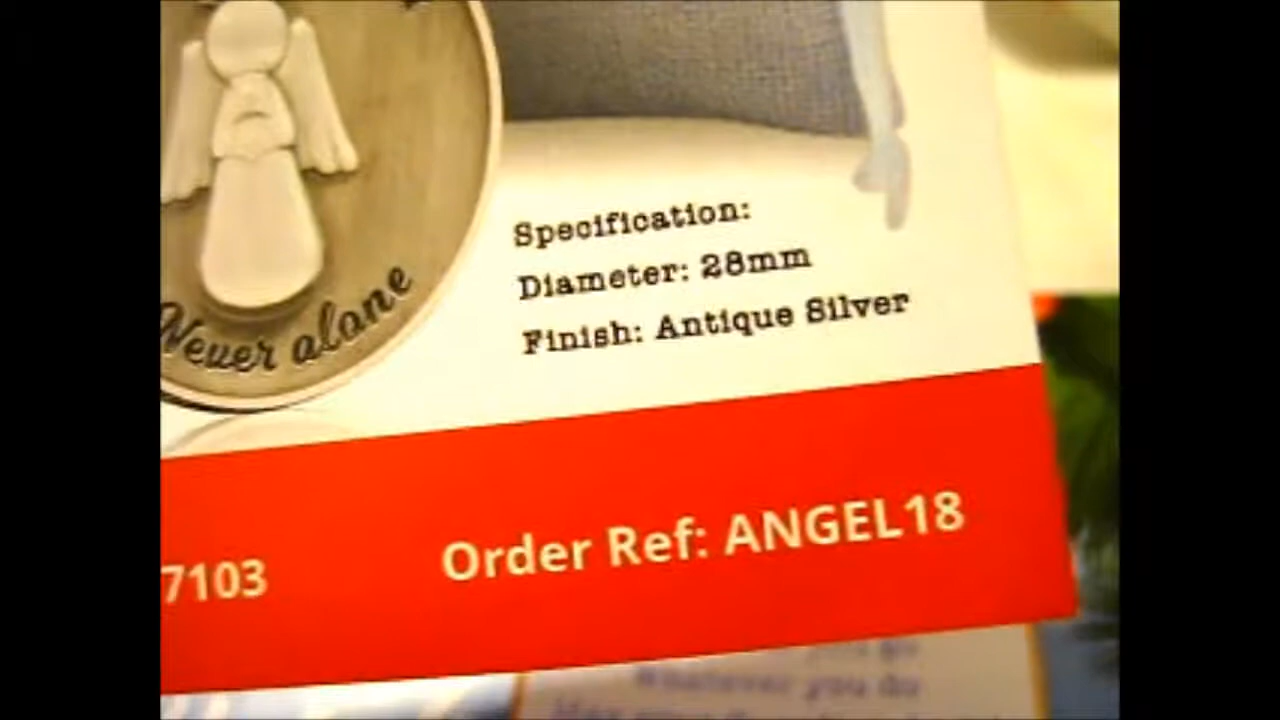 Never alone
Specification:
Diameter: 28mm
Finish: Antique Silver
7103
Order Ref: ANGEL18
whatever you do